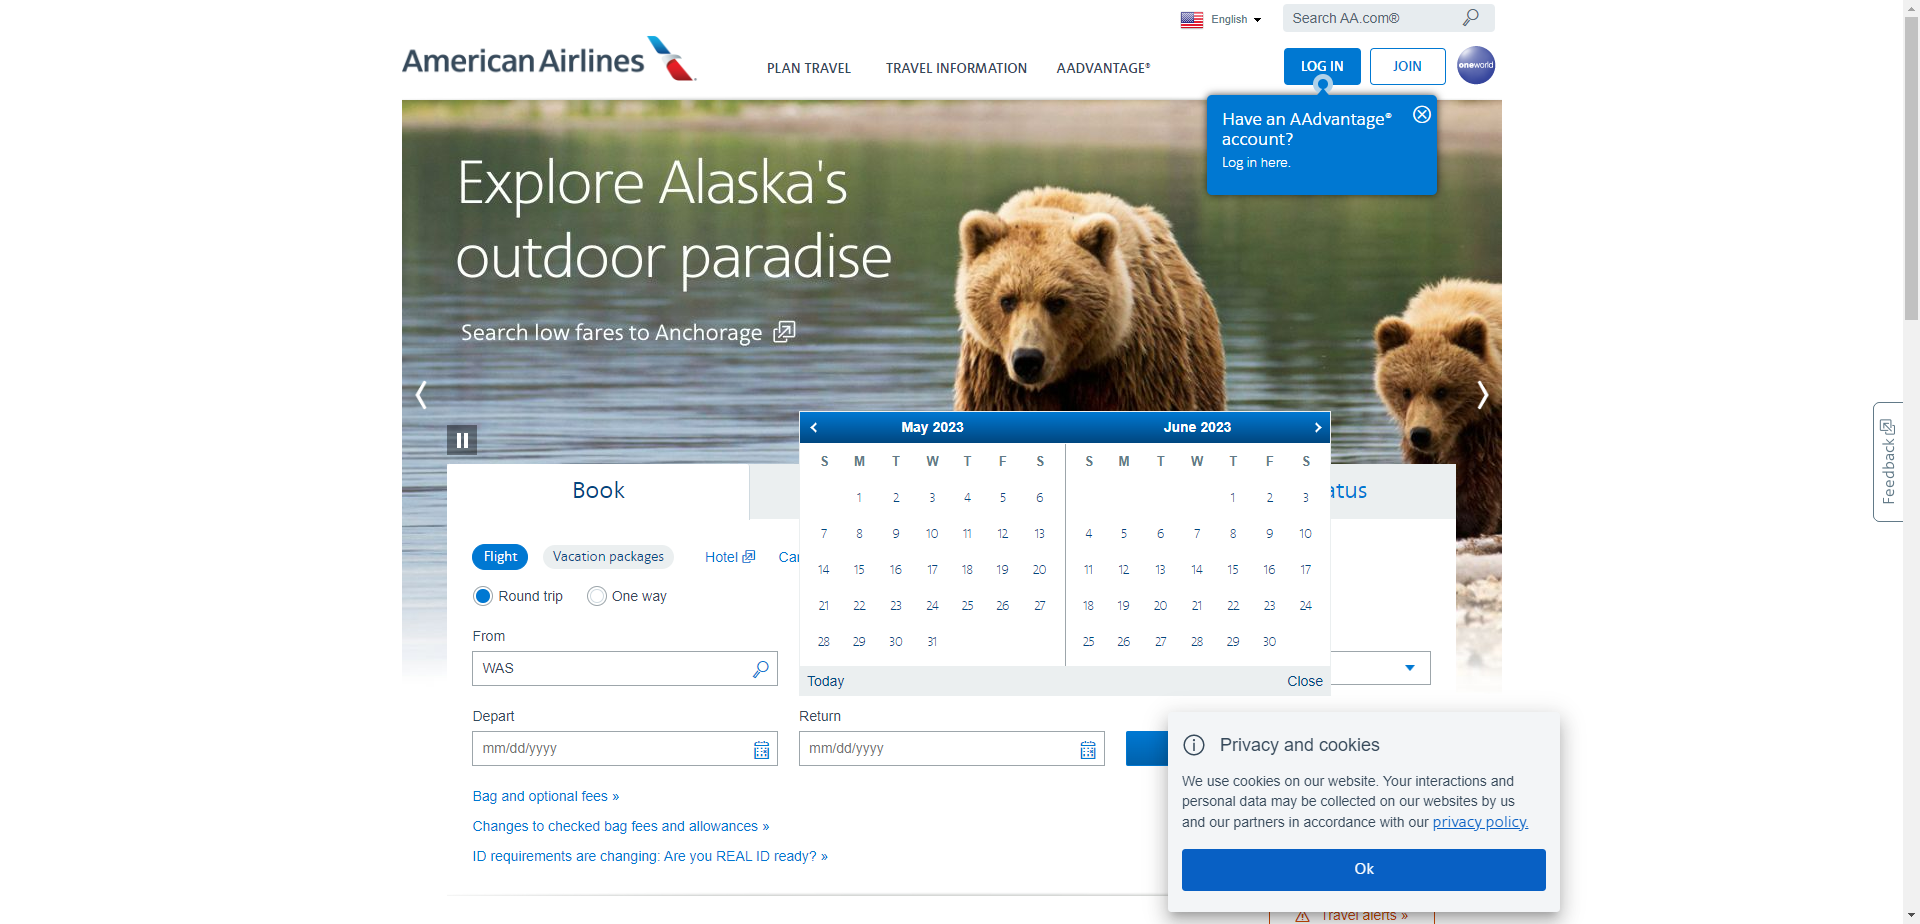 English
Search AA.com®
American Airlines
PLAN TRAVEL
TRAVEL INFORMATION
AADVANTAGE®
LOG IN
JOIN
oneworld
Have an AAdvantage®
account?
Log in here.
Explore Alaska's
outdoor paradise
Search low fares to Anchorage
Feedback
May 2023
June 2023
S M T W T F S
S M T W T F S
1 2 3 4 5 6
1 2 3
7 8 9 10 11 12 13
4 5 6 7 8 9 10
14 15 16 17 18 19 20
11 12 13 14 15 16 17
21 22 23 24 25 26 27
18 19 20 21 22 23 24
28 29 30 31
25 26 27 28 29 30
Today
Close
Book
atus
Flight
Vacation packages
Hotel
Car
Round trip
One way
From
WAS
Depart
Return
mm/dd/yyyy
mm/dd/yyyy
Bag and optional fees »
Changes to checked bag fees and allowances »
ID requirements are changing: Are you REAL ID ready? »
Privacy and cookies
We use cookies on our website. Your interactions and
personal data may be collected on our websites by us
and our partners in accordance with our privacy policy.
Ok
Travel alerts »